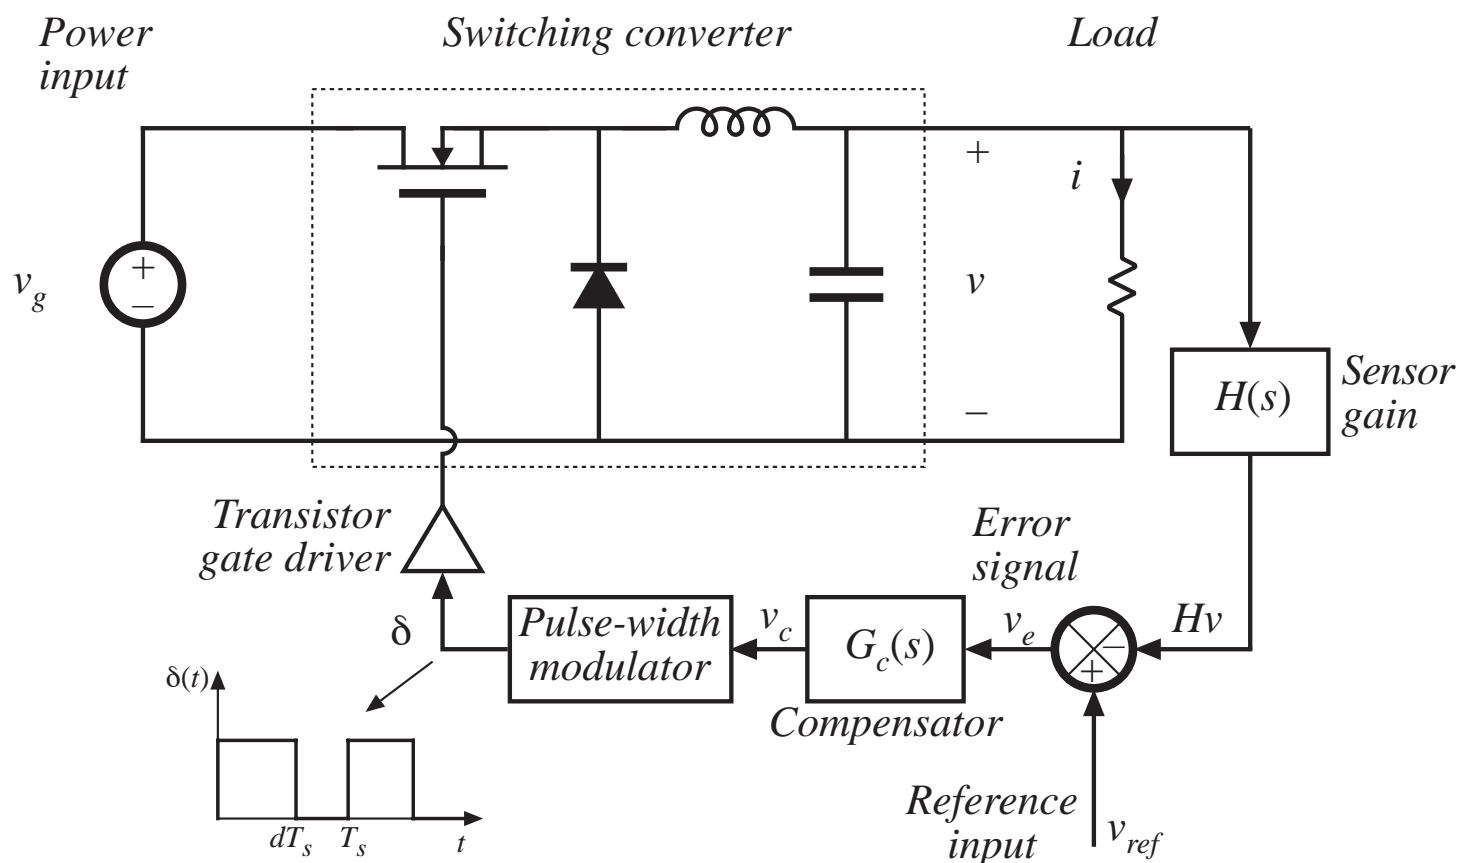 Power
input
Switching converter
Load
+
i
+
–
v_g
v
–
H(s)
Sensor
gain
Transistor
gate driver
Error
signal
δ
Pulse-width
modulator
v_c
G_c(s)
v_e
–
+
Hv
Compensator
δ(t)
dT_s
T_s
t
Reference
input
v_ref